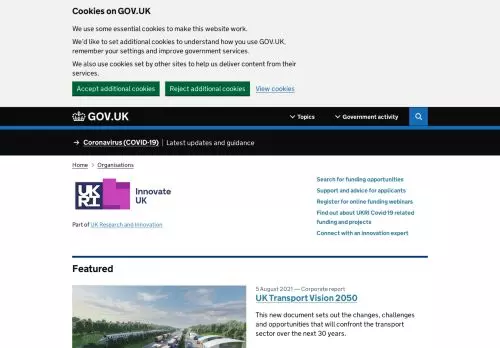 Cookies on GOV.UK
We use some essential cookies to make this website work.
We'd like to set additional cookies to understand how you use GOV.UK,
remember your settings and improve government services.
We also use cookies set by other sites to help us deliver content from their
services.
Accept additional cookies Reject additional cookies View cookies
GOV.UK Topics Government activity
→ Coronavirus (COVID-19) Latest updates and guidance
Home > Organisations
UK
RI
Innovate
UK
Search for funding opportunities
Support and advice for applicants
Register for online funding webinars
Find out about UKRI Covid-19 related
funding and projects
Connect with an innovation expert
Part of UK Research and Innovation
Featured
5 August 2021 — Corporate report
UK Transport Vision 2050
This new document sets out the changes, challenges
and opportunities that will confront the transport
sector over the next 30 years.